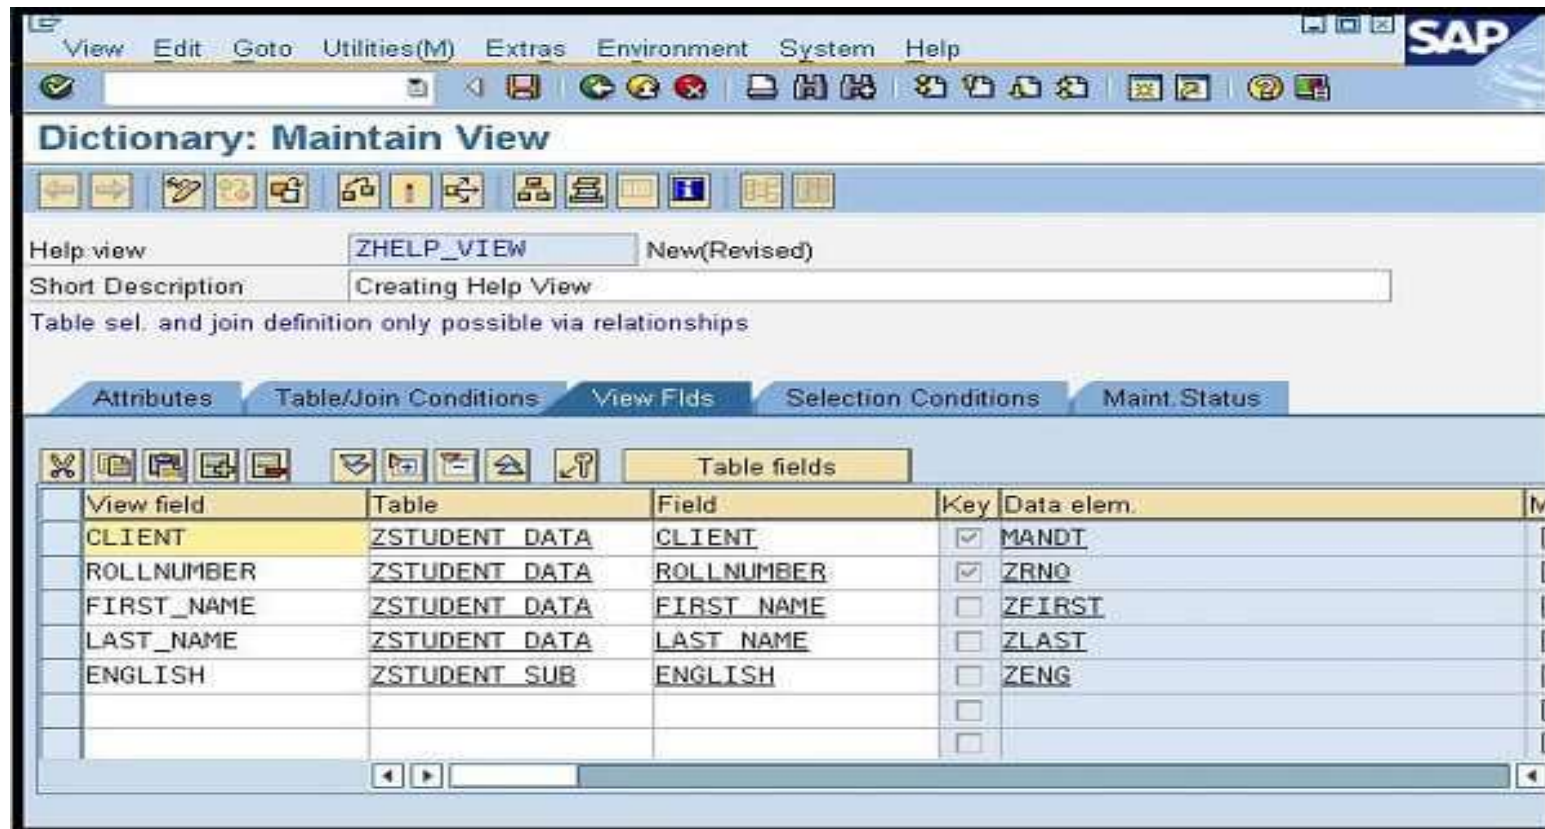 View Edit Goto Utilities(M) Extras Environment System Help
SAP
Dictionary: Maintain View
Help view ZHELP_VIEW New(Revised)
Short Description Creating Help View
Table sel. and join definition only possible via relationships
Attributes Table/Join Conditions View Flds Selection Conditions Maint.Status
Table fields
View field Table Field Key Data elem. M
CLIENT ZSTUDENT_DATA CLIENT MANDT
ROLLNUMBER ZSTUDENT_DATA ROLLNUMBER ZRNO
FIRST_NAME ZSTUDENT_DATA FIRST_NAME ZFIRST
LAST_NAME ZSTUDENT_DATA LAST_NAME ZLAST
ENGLISH ZSTUDENT_SUB ENGLISH ZENG